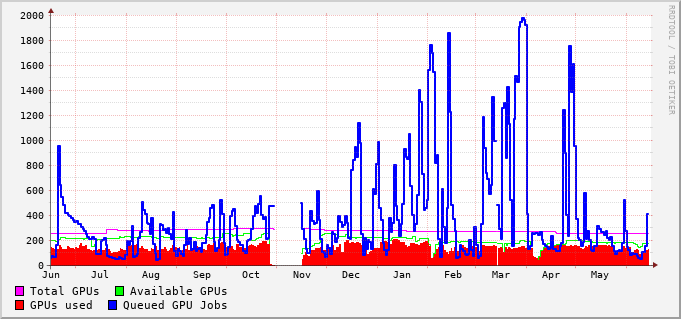 2000
1800
1600
1400
1200
1000
800
600
400
200
0
Jun Jul Aug Sep Oct Nov Dec Jan Feb Mar Apr May
Total GPUs Available GPUs
GPUs used Queued GPU Jobs
RRDTOOL / TOBI OETIKER